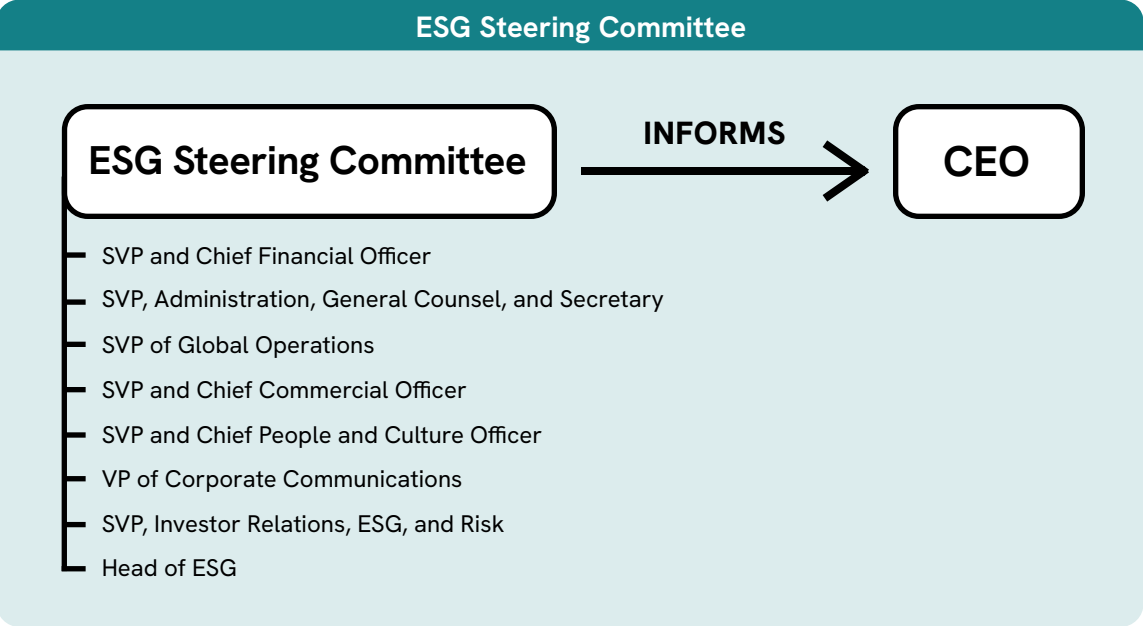 ESG Steering Committee
ESG Steering Committee
INFORMS
CEO
SVP and Chief Financial Officer
SVP, Administration, General Counsel, and Secretary
SVP of Global Operations
SVP and Chief Commercial Officer
SVP and Chief People and Culture Officer
VP of Corporate Communications
SVP, Investor Relations, ESG, and Risk
Head of ESG